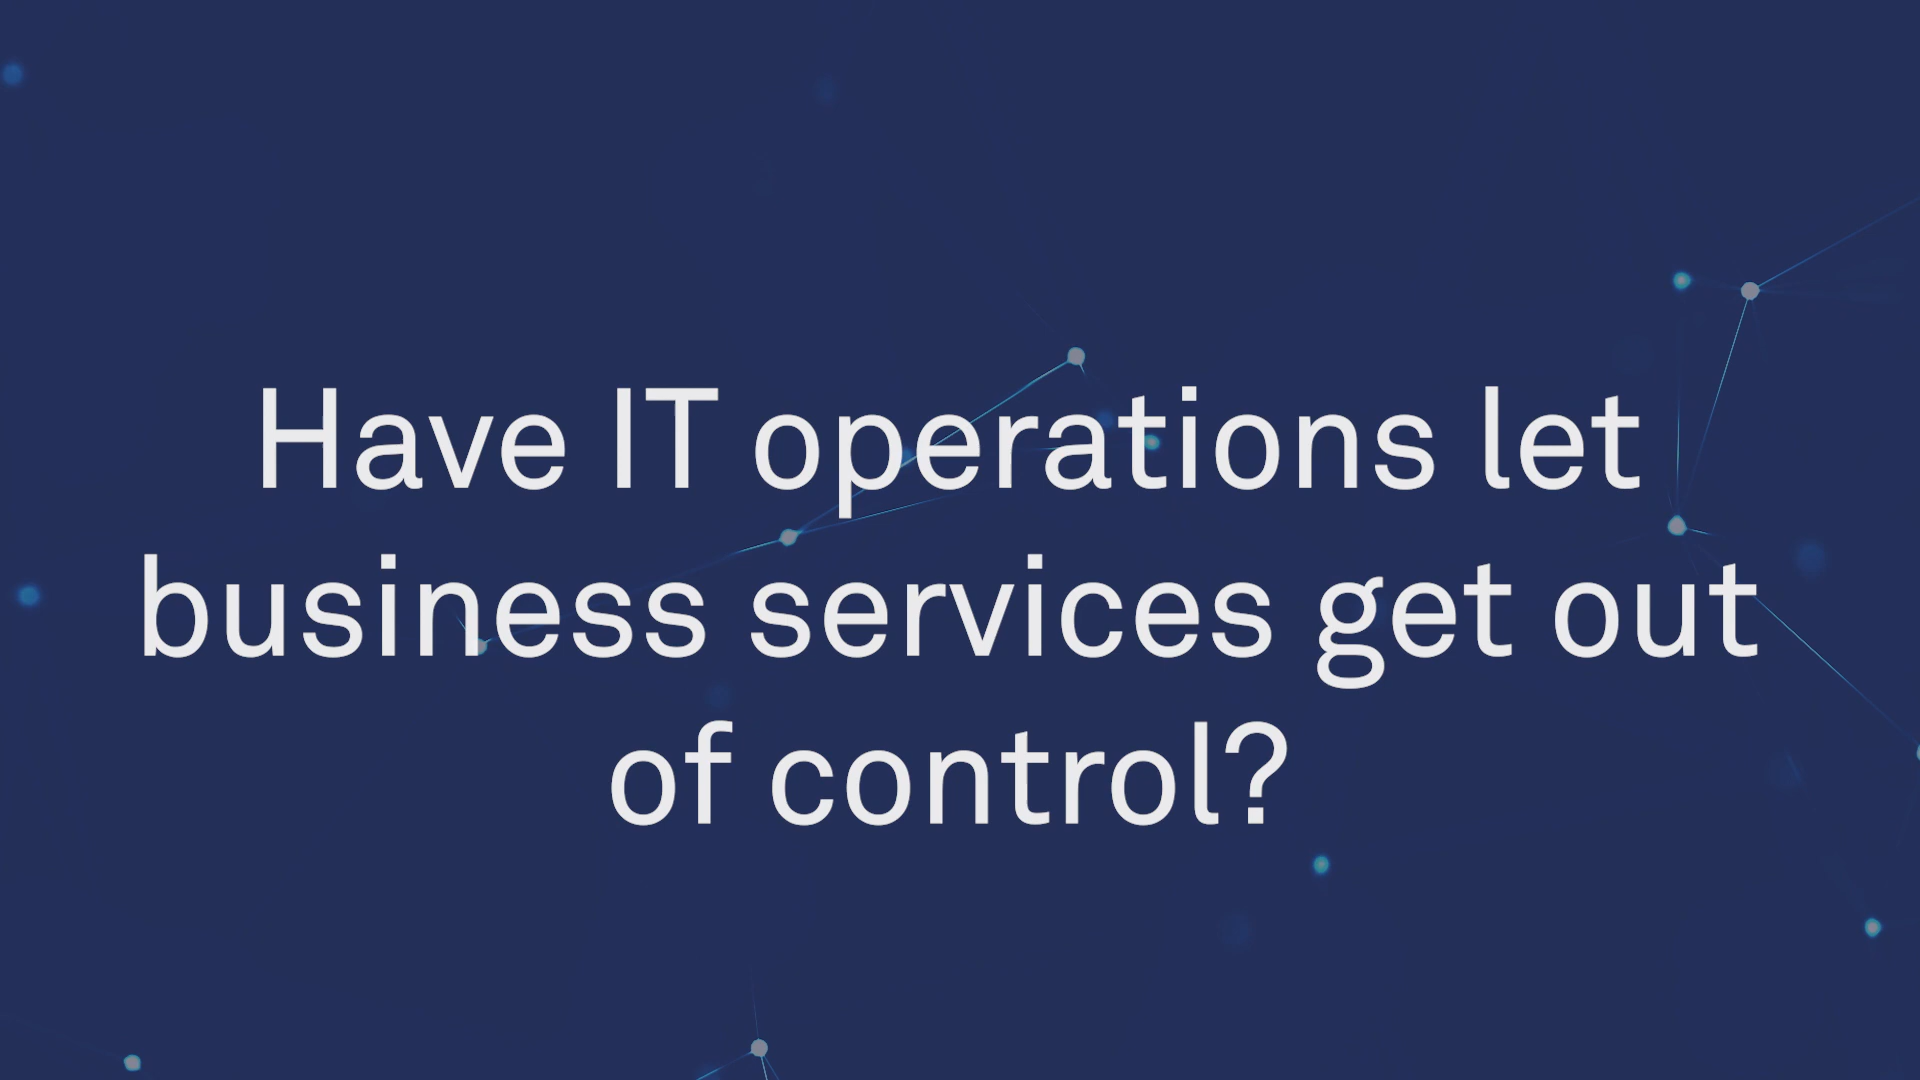 Have IT operations let
business services get out
of control?